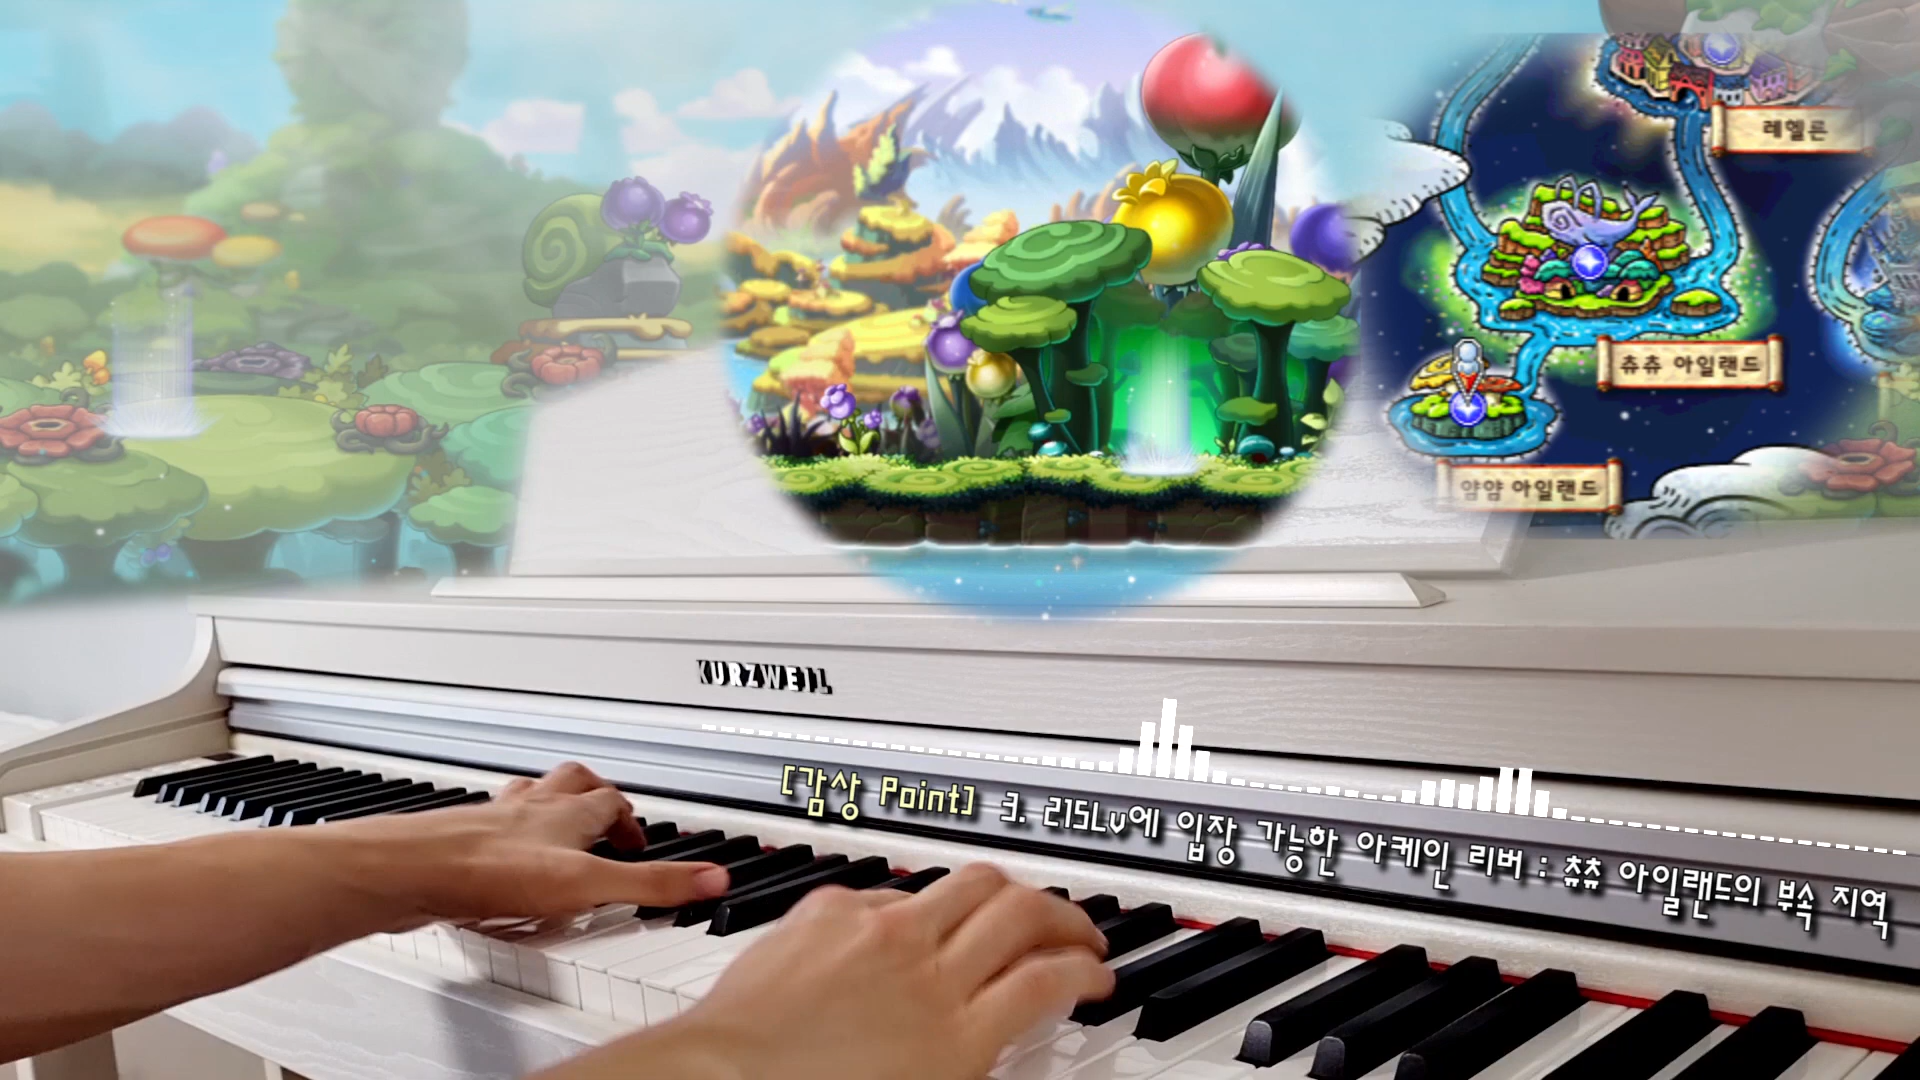 레헬른
츄츄 아일랜드
얌얌 아일랜드
KURZWEIL
[감상 Point] 3. 215Lv에 입장 가능한 아케인 리버 : 츄츄 아일랜드의 부속 지역